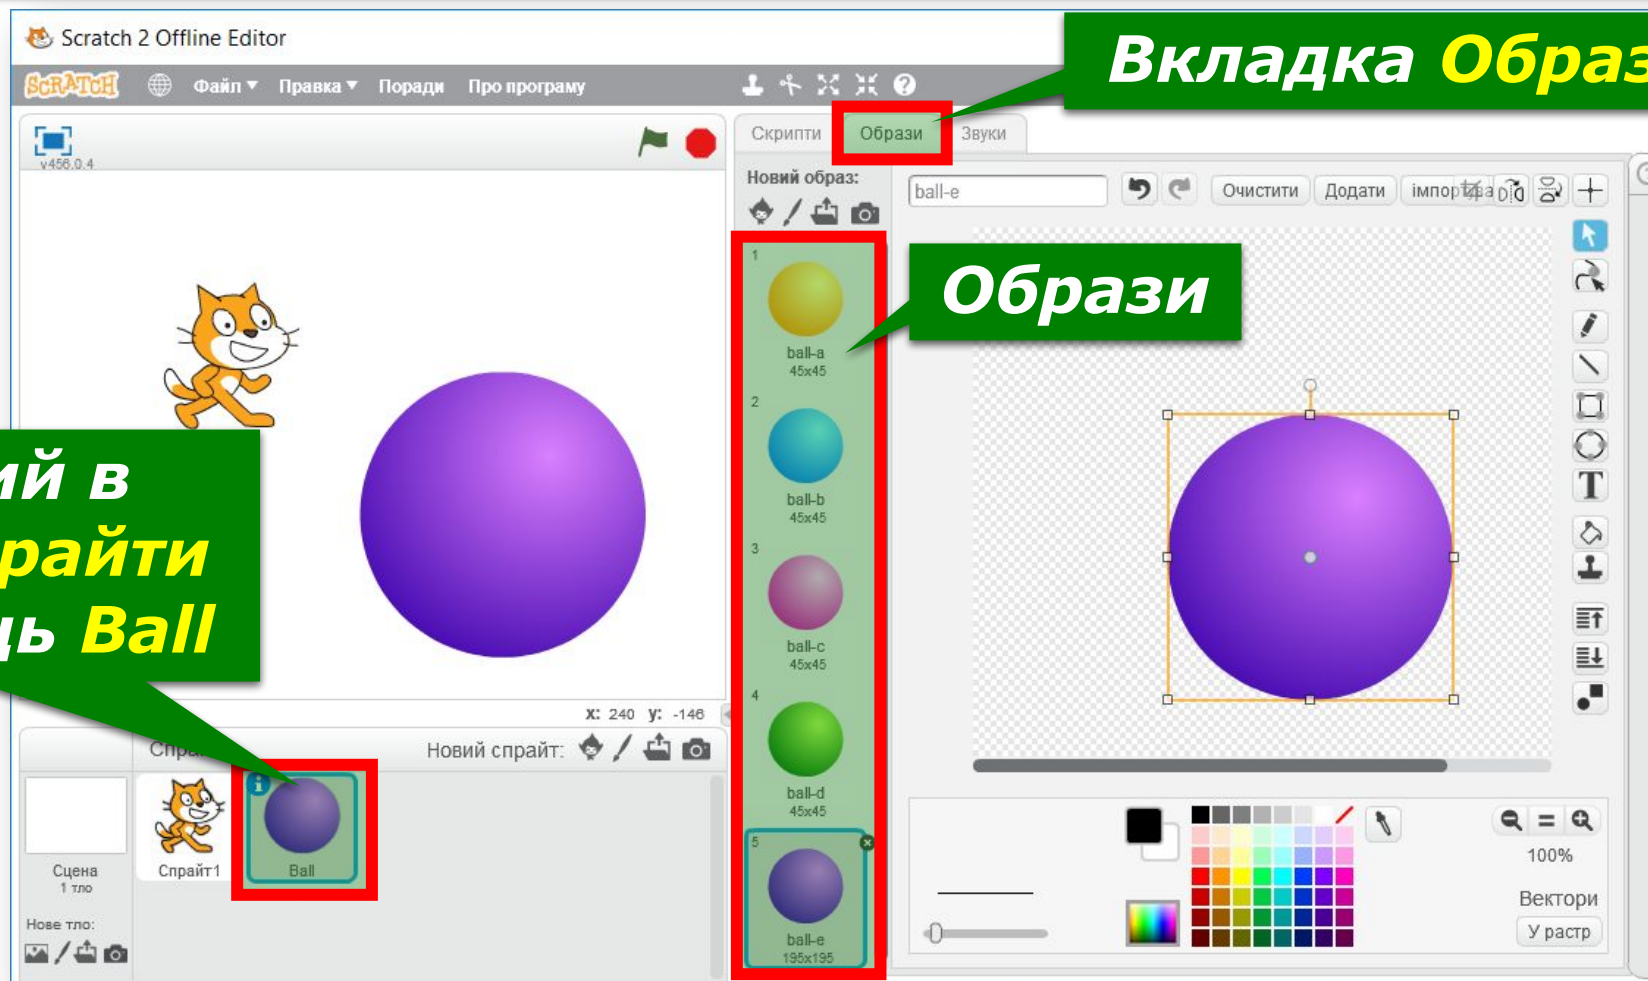 Scratch 2 Offline Editor
Вкладка Образ
SCRATCH Файл Правка Поради Про програму
v456.0.4
Скрипти Образи Звуки
Новий образ:
ball-e
Очистити Додати
1
ball-a
45x45
2
ball-b
45x45
3
ball-c
45x45
4
ball-d
45x45
5
ball-e
195x195
Образи
ий в
райти
дь Ball
x: 240 y: -146
Новий спрайт:
Сцена
1 тло
Спрайт1
Ball
Нове тло:
T
100%
Вектори
У растр